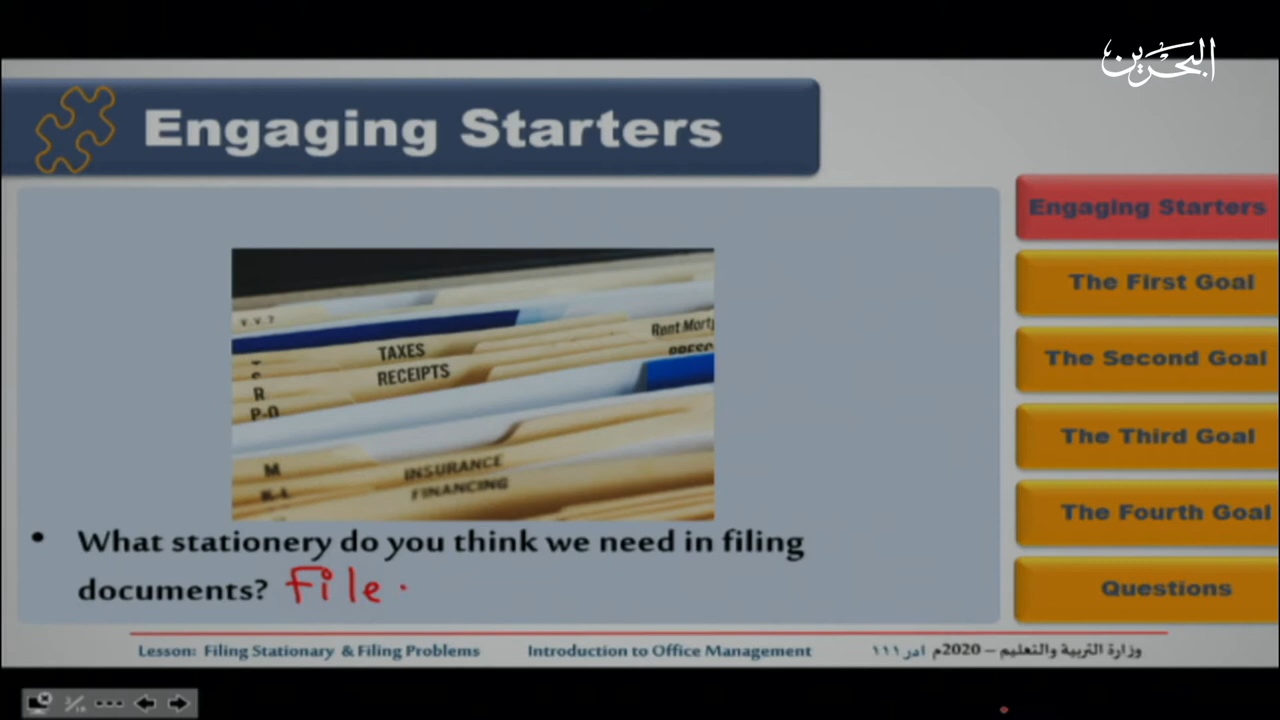 البحرين
Engaging Starters
Engaging Starters
The First Goal
The Second Goal
The Third Goal
The Fourth Goal
Questions
TAXES
RECEIPTS
Rent Mort
R
P-Q
M
K-L
INSURANCE
FINANCING
• What stationery do you think we need in filing
documents? File
Lesson: Filing Stationary & Filing Problems Introduction to Office Management وزارة التربية والتعليم – 2020م ادر ١١١